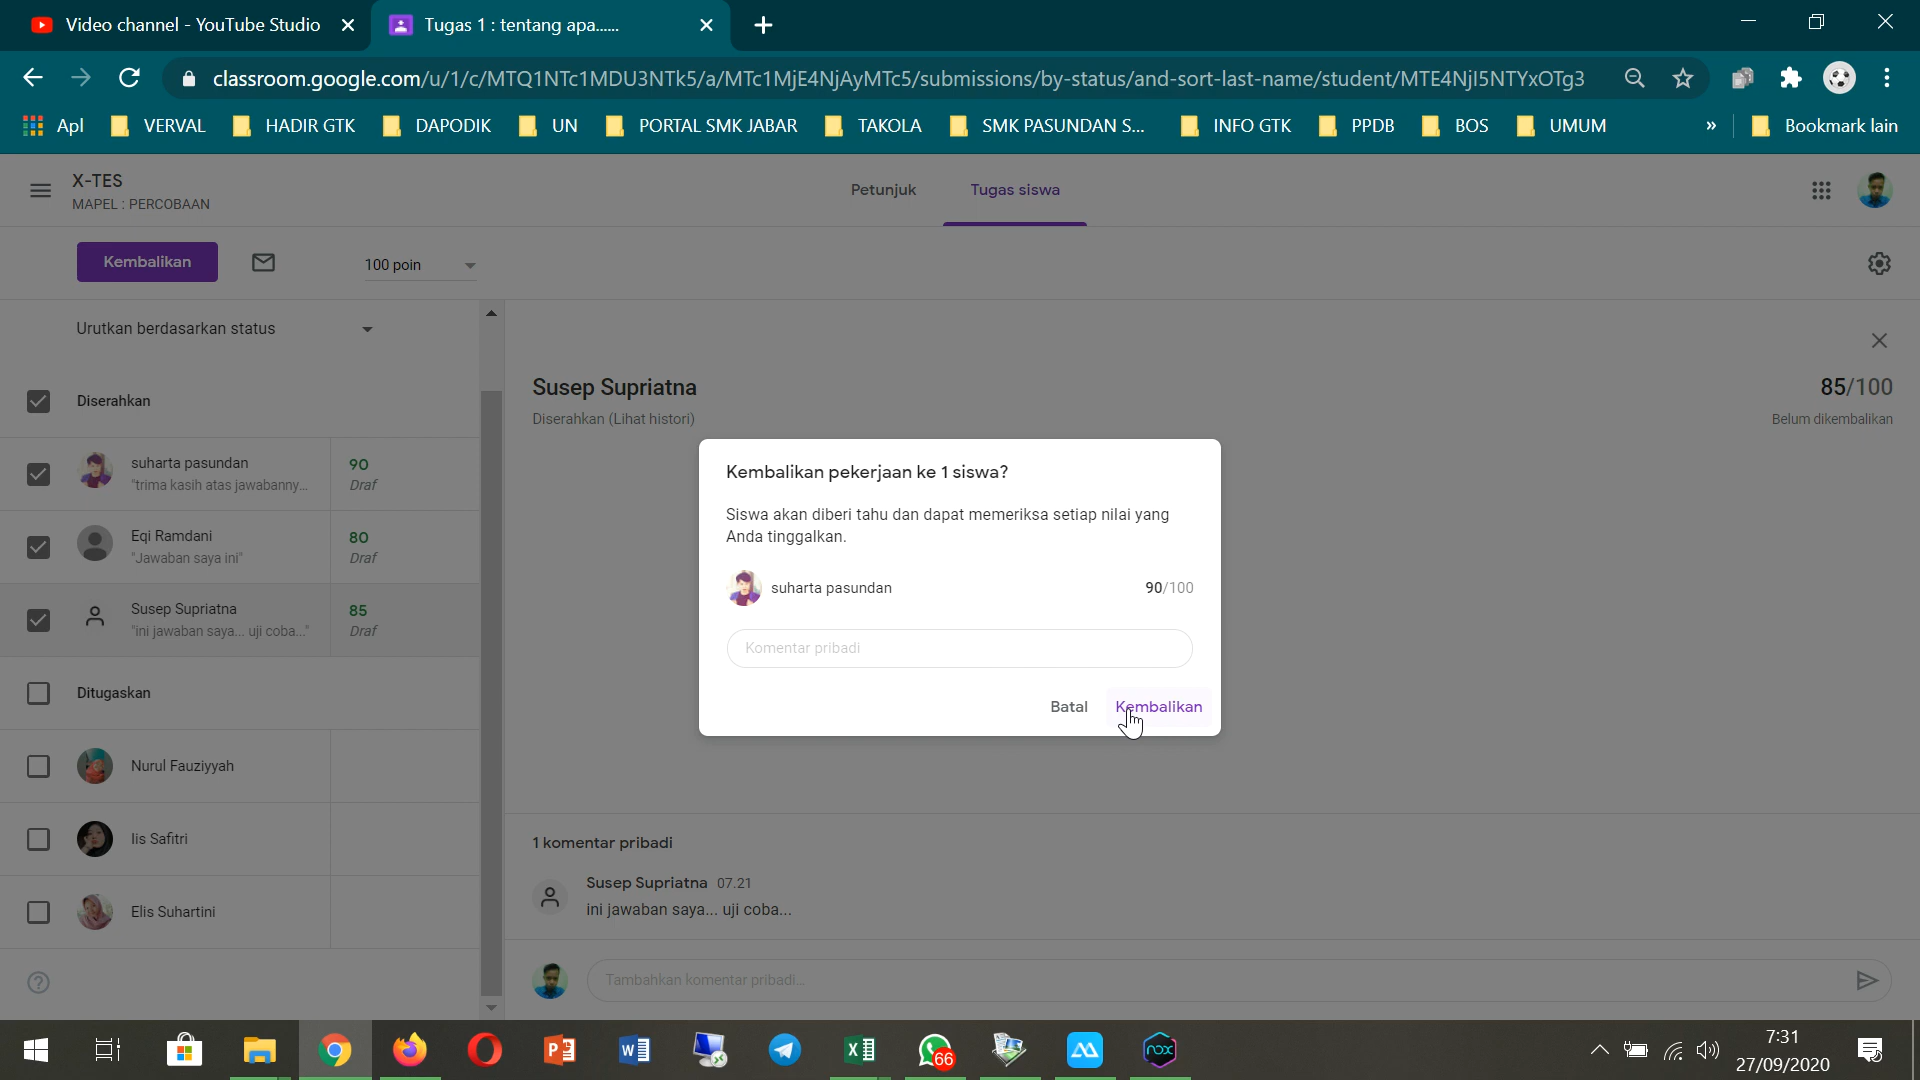 Video channel - YouTube Studio
Tugas 1 : tentang apa......
classroom.google.com/u/1/c/MTQ1NTc1MDU3NTk5/a/MTc1MjE4NjAyMTc5/submissions/by-status/and-sort-last-name/student/MTE4NjI5NTYxOTg3
Apl
VERVAL
HADIR GTK
DAPODIK
UN
PORTAL SMK JABAR
TAKOLA
SMK PASUNDAN S...
INFO GTK
PPDB
BOS
UMUM
»
Bookmark lain
X-TES
MAPEL : PERCOBAAN
Petunjuk
Tugas siswa
Kembalikan
100 poin
Urutkan berdasarkan status
Diserahkan
suharta pasundan
"trima kasih atas jawabanny...
90
Draf
Eqi Ramdani
"Jawaban saya ini"
80
Draf
Susep Supriatna
"ini jawaban saya... uji coba..."
85
Draf
Ditugaskan
Nurul Fauziyyah
Iis Safitri
Elis Suhartini
Susep Supriatna
Diserahkan (Lihat histori)
85/100
Belum dikembalikan
Kembalikan pekerjaan ke 1 siswa?
Siswa akan diberi tahu dan dapat memeriksa setiap nilai yang
Anda tinggalkan.
suharta pasundan
90/100
Komentar pribadi
Batal
Kembalikan
1 komentar pribadi
Susep Supriatna 07.21
ini jawaban saya... uji coba...
Tambahkan komentar pribadi...
66
nox
7:31
27/09/2020